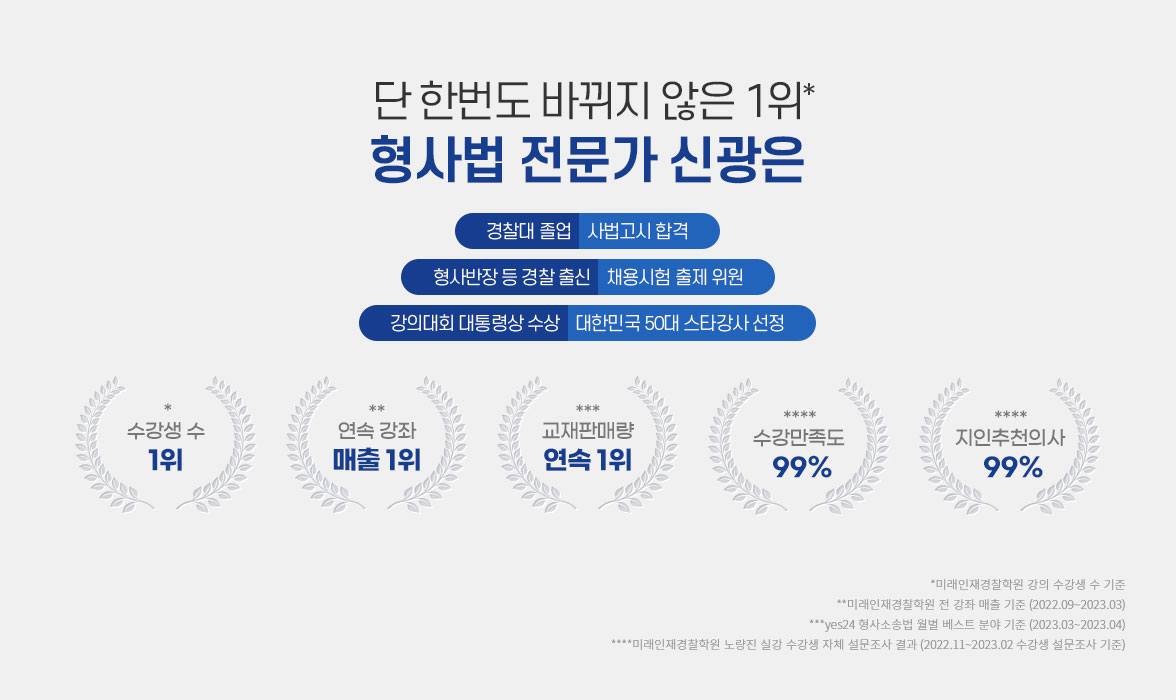 단 한번도 바뀌지 않은 1위*
형사법 전문가 신광은
경찰대 졸업 사법고시 합격
형사반장 등 경찰 출신 채용시험 출제 위원
강의대회 대통령상 수상 대한민국 50대 스타강사 선정
*
수강생 수
1위
**
연속 강좌
매출 1위
***
교재판매량
연속 1위
****
수강만족도
99%
****
지인추천의사
99%
*미래인재경찰학원 강의 수강생 수 기준
**미래인재경찰학원 전 강좌 매출 기준 (2022.09~2023.03)
***yes24 형사소송법 월별 베스트 분야 기준 (2023.03~2023.04)
****미래인재경찰학원 노량진 실강 수강생 자체 설문조사 결과 (2022.11~2023.02 수강생 설문조사 기준)